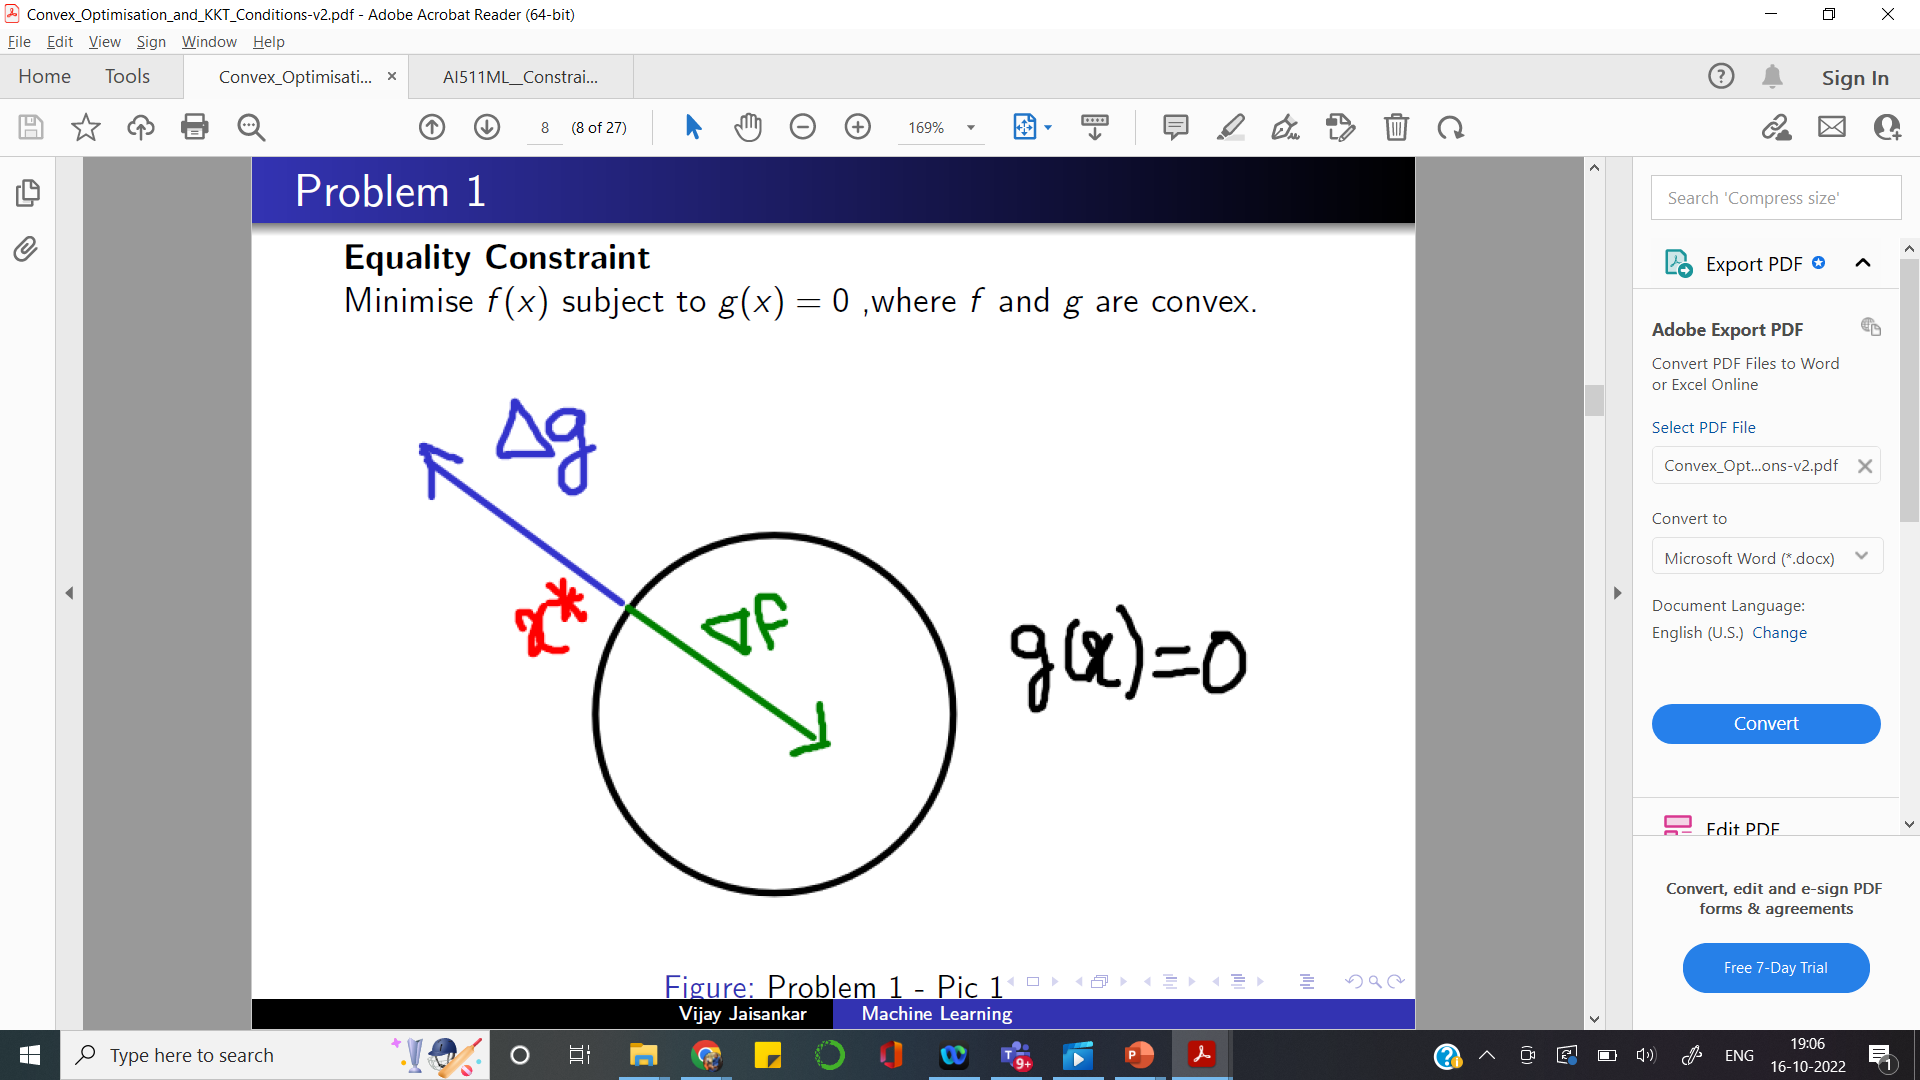 Convex_Optimisation_and_KKT_Conditions-v2.pdf - Adobe Acrobat Reader (64-bit)
File Edit View Sign Window Help
Home Tools Convex_Optimisati... × AI511ML__Constrai... Sign In
8 (8 of 27) 169%
Problem 1
Equality Constraint
Minimise f(x) subject to g(x) = 0 ,where f and g are convex.
Δg
x*
Δf
g(x)=0
Figure: Problem 1 - Pic 1
Vijay Jaisankar Machine Learning
Search 'Compress size'
Export PDF
Adobe Export PDF
Convert PDF Files to Word
or Excel Online
Select PDF File
Convex_Opt...ons-v2.pdf
Convert to
Microsoft Word (*.docx)
Document Language:
English (U.S.) Change
Convert
Edit PDF
Convert, edit and e-sign PDF
forms & agreements
Free 7-Day Trial
Type here to search
9+
ENG
19:06
16-10-2022
1